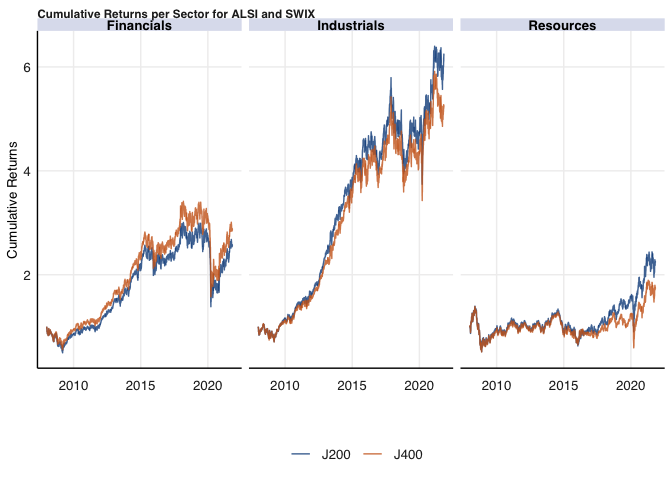 Cumulative Returns per Sector for ALSI and SWIX
Financials Industrials Resources
Cumulative Returns
6
4
2
2010 2015 2020 2010 2015 2020 2010 2015 2020
J200 J400